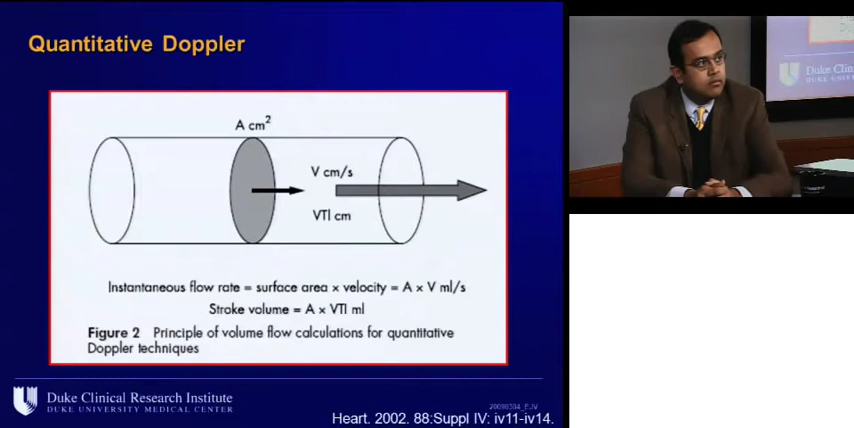 Quantitative Doppler
A cm²
V cm/s
VTI cm
Instantaneous flow rate = surface area × velocity = A × V ml/s
Stroke volume = A × VTI ml
Figure 2 Principle of volume flow calculations for quantitative
Doppler techniques
Duke Clinical Research Institute
DUKE UNIVERSITY MEDICAL CENTER
Heart. 2002. 88:Suppl IV: iv11-iv14.
Duke Clin